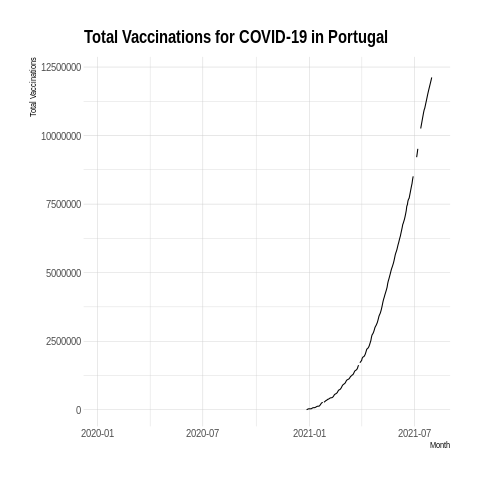 Total Vaccinations for COVID-19 in Portugal
Total Vaccinations
12500000
10000000
7500000
5000000
2500000
0
2020-01 2020-07 2021-01 2021-07
Month